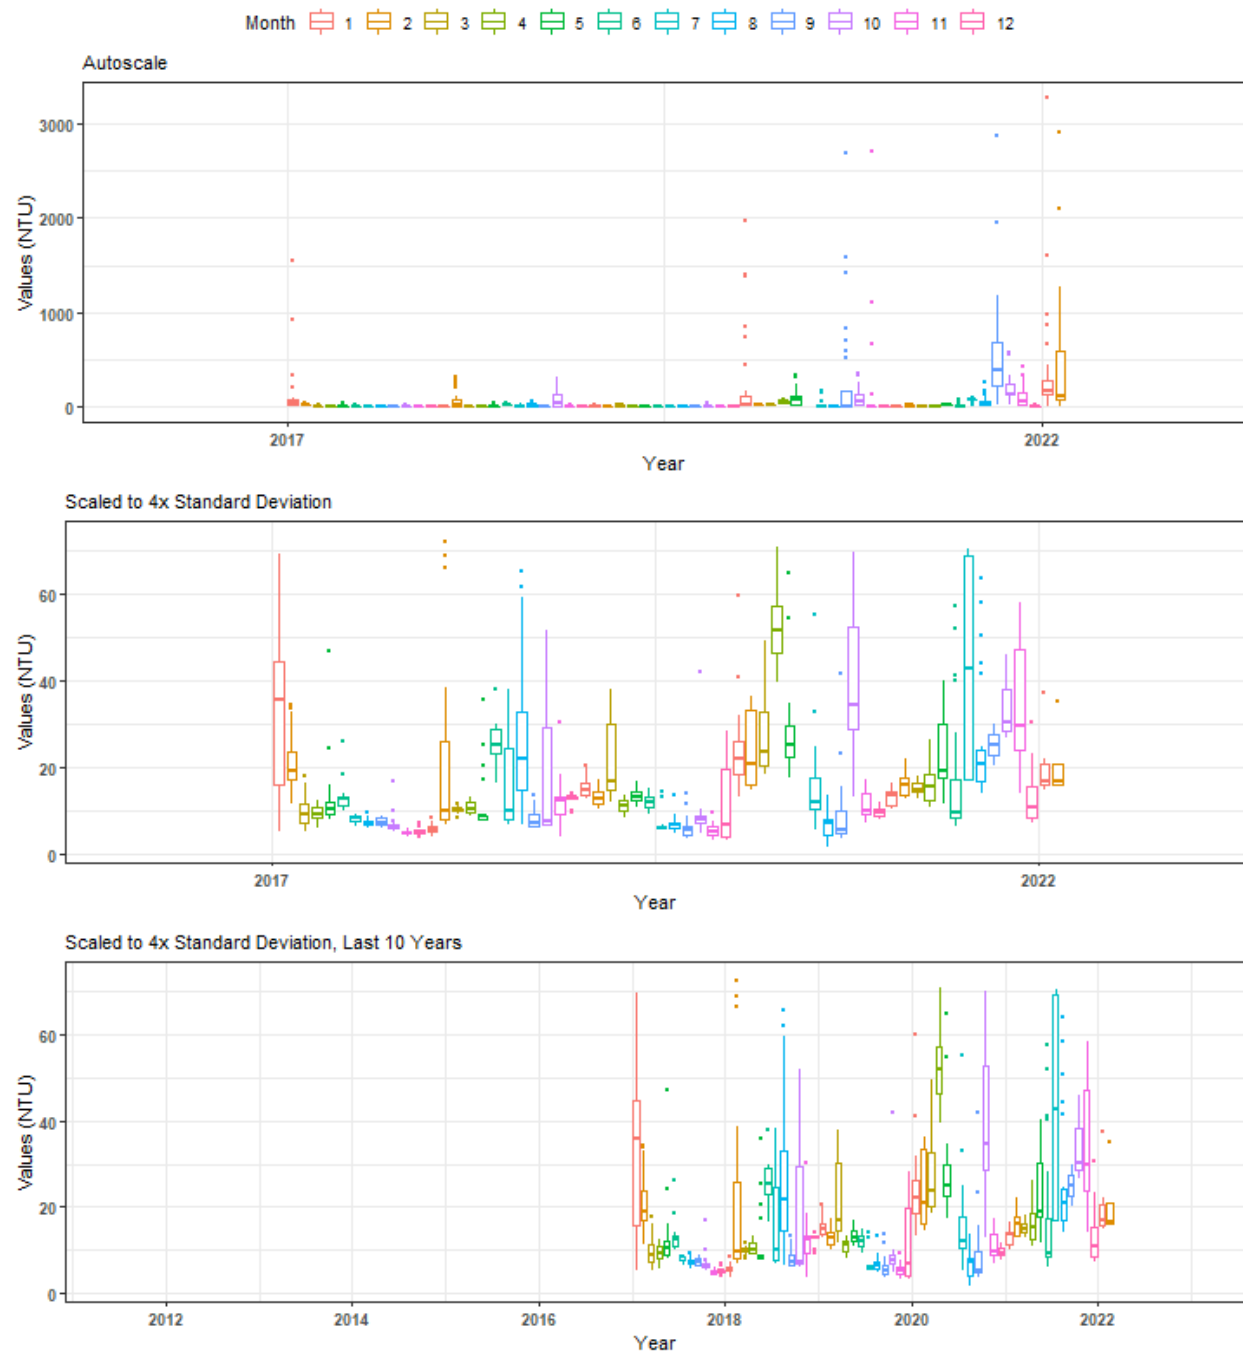 Month 1 2 3 4 5 6 7 8 9 10 11 12
Autoscale
3000
2000
1000
0
Values (NTU)
2017 2022
Year
Scaled to 4x Standard Deviation
60
40
20
0
Values (NTU)
2017 2022
Year
Scaled to 4x Standard Deviation, Last 10 Years
60
40
20
0
Values (NTU)
2012 2014 2016 2018 2020 2022
Year